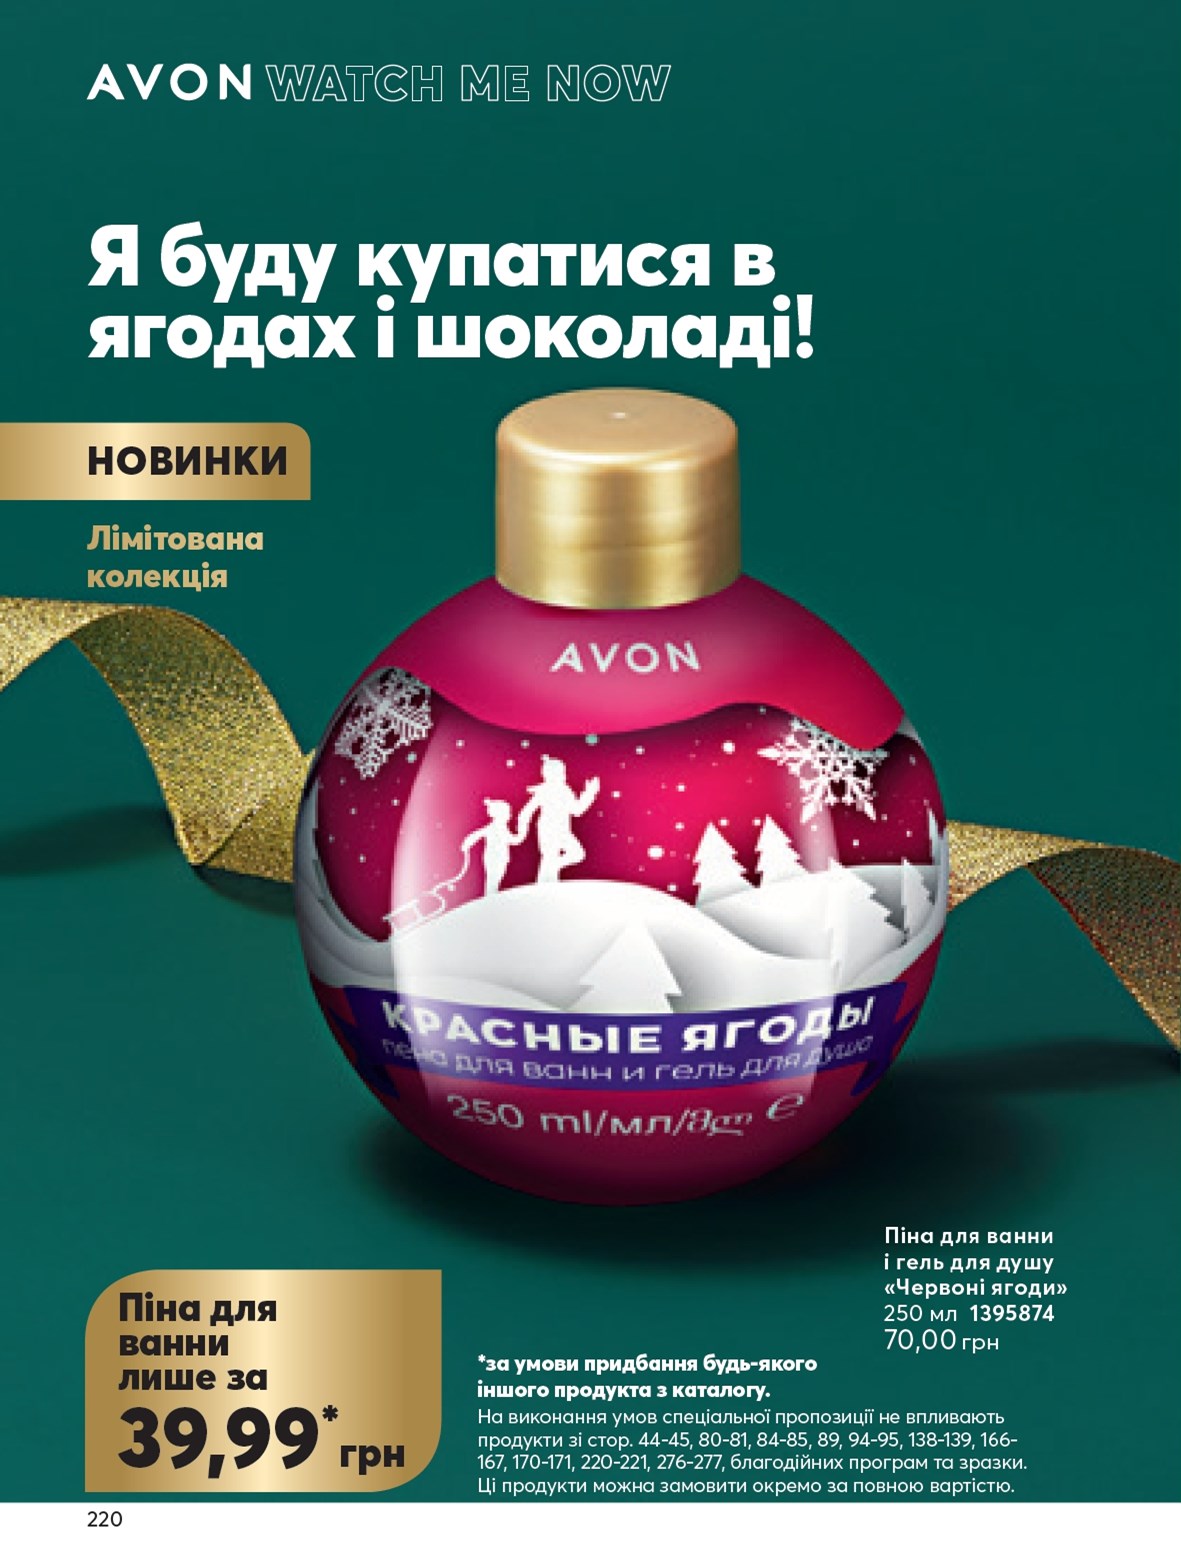 AVON WATCH ME NOW
Я буду купатися в
ягодах і шоколаді!
НОВИНКИ
Лімітована
колекція
AVON
КРАСНЫЕ ЯГОДЫ
пена для ванн и гель для душа
250 ml/мл/მლ ℮
Піна для ванни
і гель для душу
«Червоні ягоди»
250 мл 1395874
70,00 грн
Піна для
ванни
лише за
39,99* грн
*за умови придбання будь-якого
іншого продукта з каталогу.
На виконання умов спеціальної пропозиції не впливають
продукти зі стор. 44-45, 80-81, 84-85, 89, 94-95, 138-139, 166-
167, 170-171, 220-221, 276-277, благодійних програм та зразки.
Ці продукти можна замовити окремо за повною вартістю.
220